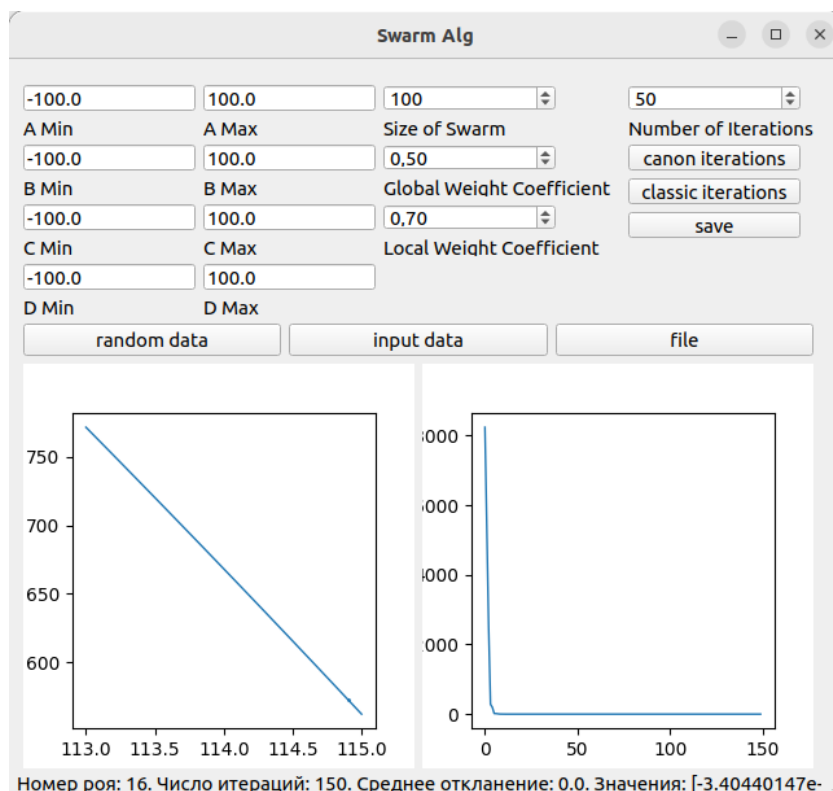 Swarm Alg
-100.0 100.0 100 50
A Min A Max Size of Swarm Number of Iterations
-100.0 100.0 0,50 canon iterations
B Min B Max Global Weight Coefficient classic iterations
-100.0 100.0 0,70 save
C Min C Max Local Weight Coefficient
-100.0 100.0
D Min D Max
random data input data file
750
700
650
600
113.0 113.5 114.0 114.5 115.0
8000
6000
4000
2000
0
0 50 100 150
Номер роя: 16. Число итераций: 150. Среднее откланение: 0.0. Значения: [-3.40440147e-